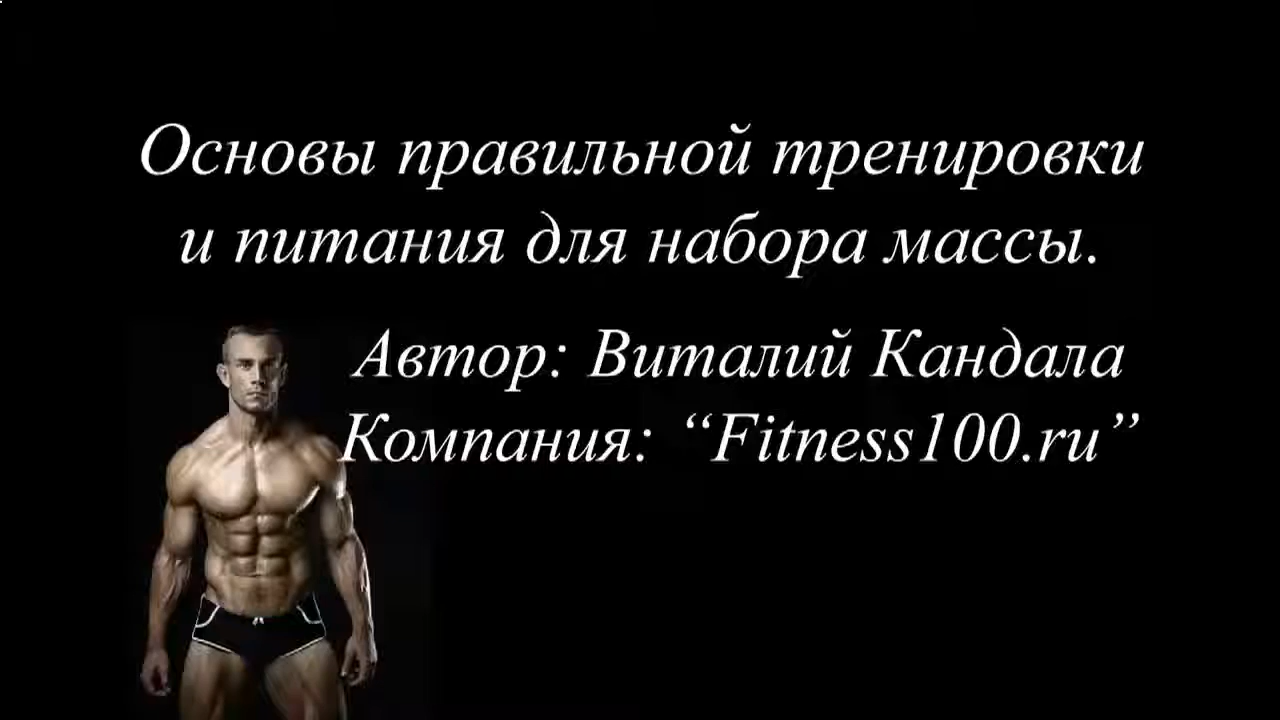 Основы правильной тренировки
и питания для набора массы.
Автор: Виталий Кандала
Компания: “Fitness100.ru”